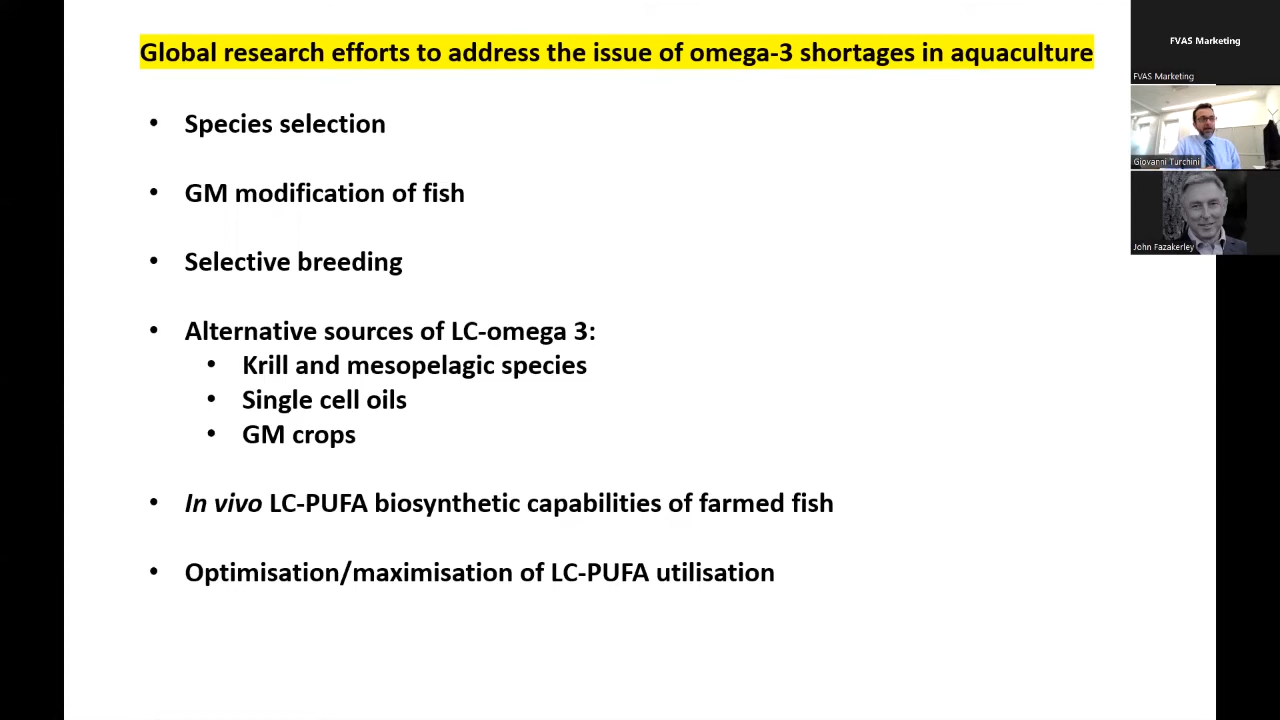 Global research efforts to address the issue of omega-3 shortages in aquaculture
• Species selection
• GM modification of fish
• Selective breeding
• Alternative sources of LC-omega 3:
• Krill and mesopelagic species
• Single cell oils
• GM crops
• In vivo LC-PUFA biosynthetic capabilities of farmed fish
• Optimisation/maximisation of LC-PUFA utilisation
FVAS Marketing
FVAS Marketing
Giovanni Turchini
John Fazakerley